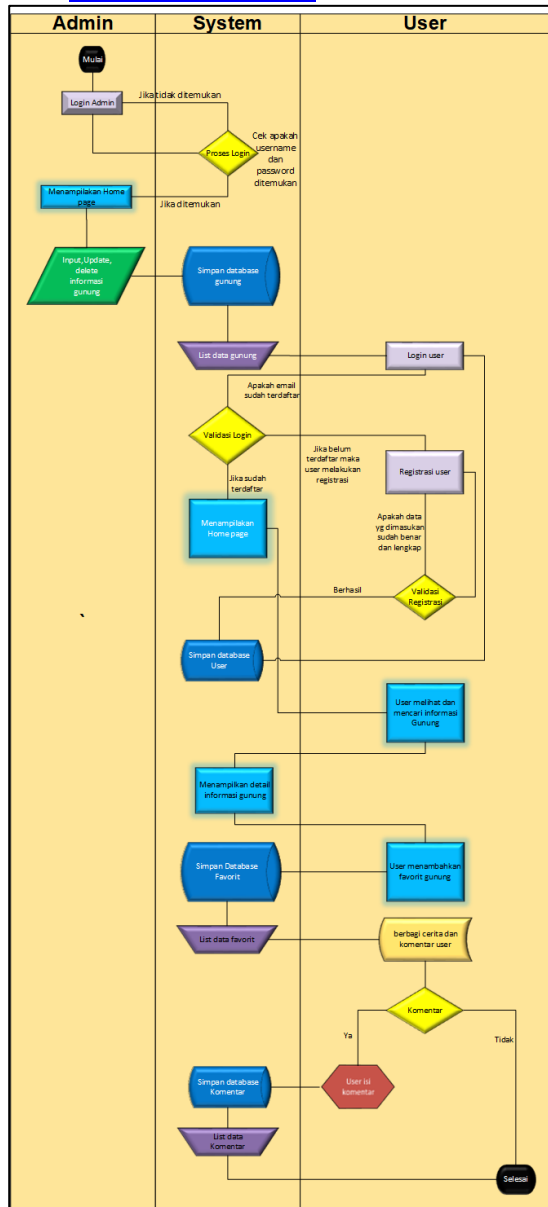 Admin
System
User
Mulai
Login Admin
Jika tidak ditemukan
Cek apakah
username
dan
password
ditemukan
Proses Login
Menampilakan Home
page
Jika ditemukan
Input,Update,
delete
informasi
gunung
Simpan database
gunung
List data gunung
Login user
Apakah email
sudah terdaftar
Validasi Login
Jika belum
terdaftar maka
user melakukan
registrasi
Registrasi user
Jika sudah
terdaftar
Menampilakan
Home page
Apakah data
yg dimasukan
sudah benar
dan lengkap
Berhasil
Validasi
Registrasi
`
Simpan database
User
User melihat dan
mencari informasi
Gunung
Menampilkan detail
informasi gunung
Simpan Database
Favorit
User menambahkan
favorit gunung
List data favorit
berbagi cerita dan
komentar user
Komentar
Ya
Tidak
Simpan database
Komentar
User isi
komentar
List data
Komentar
Selesai